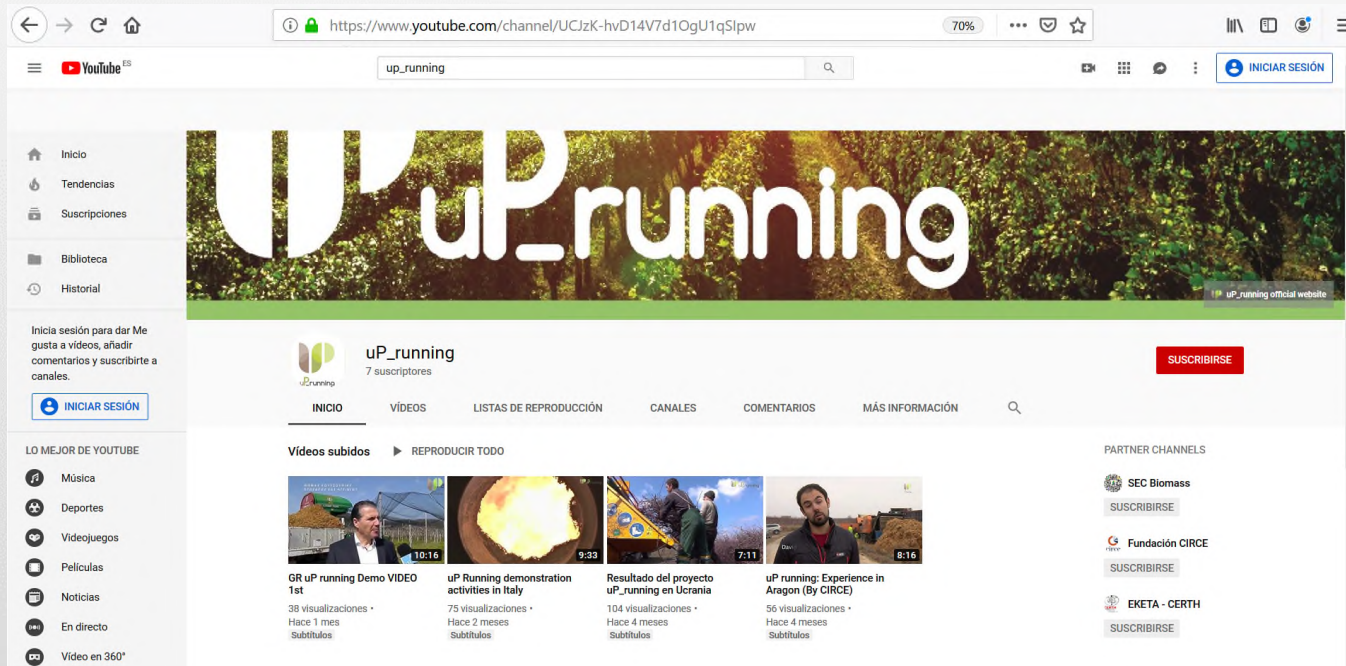 https://www.youtube.com/channel/UCJzK-hvD14V7d1OgU1qSlpw
70%
YouTube ES
up_running
INICIAR SESIÓN
Inicio
Tendencias
Suscripciones
Biblioteca
Historial
Inicia sesión para dar Me
gusta a vídeos, añadir
comentarios y suscribirte a
canales.
INICIAR SESIÓN
LO MEJOR DE YOUTUBE
Música
Deportes
Videojuegos
Películas
Noticias
En directo
Vídeo en 360°
uP_running
uP_running official website
uP_running
uP_running
7 suscriptores
SUSCRIBIRSE
INICIO VÍDEOS LISTAS DE REPRODUCCIÓN CANALES COMENTARIOS MÁS INFORMACIÓN
Vídeos subidos REPRODUCIR TODO
10:16
GR uP running Demo VIDEO
1st
38 visualizaciones •
Hace 1 mes
Subtítulos
9:33
uP Running demonstration
activities in Italy
75 visualizaciones •
Hace 2 meses
Subtítulos
7:11
Resultado del proyecto
uP_running en Ucrania
104 visualizaciones •
Hace 4 meses
Subtítulos
David
8:16
uP running: Experience in
Aragon (By CIRCE)
56 visualizaciones •
Hace 4 meses
Subtítulos
PARTNER CHANNELS
SEC Biomass
SUSCRIBIRSE
circe
Fundación CIRCE
SUSCRIBIRSE
EKETA - CERTH
SUSCRIBIRSE